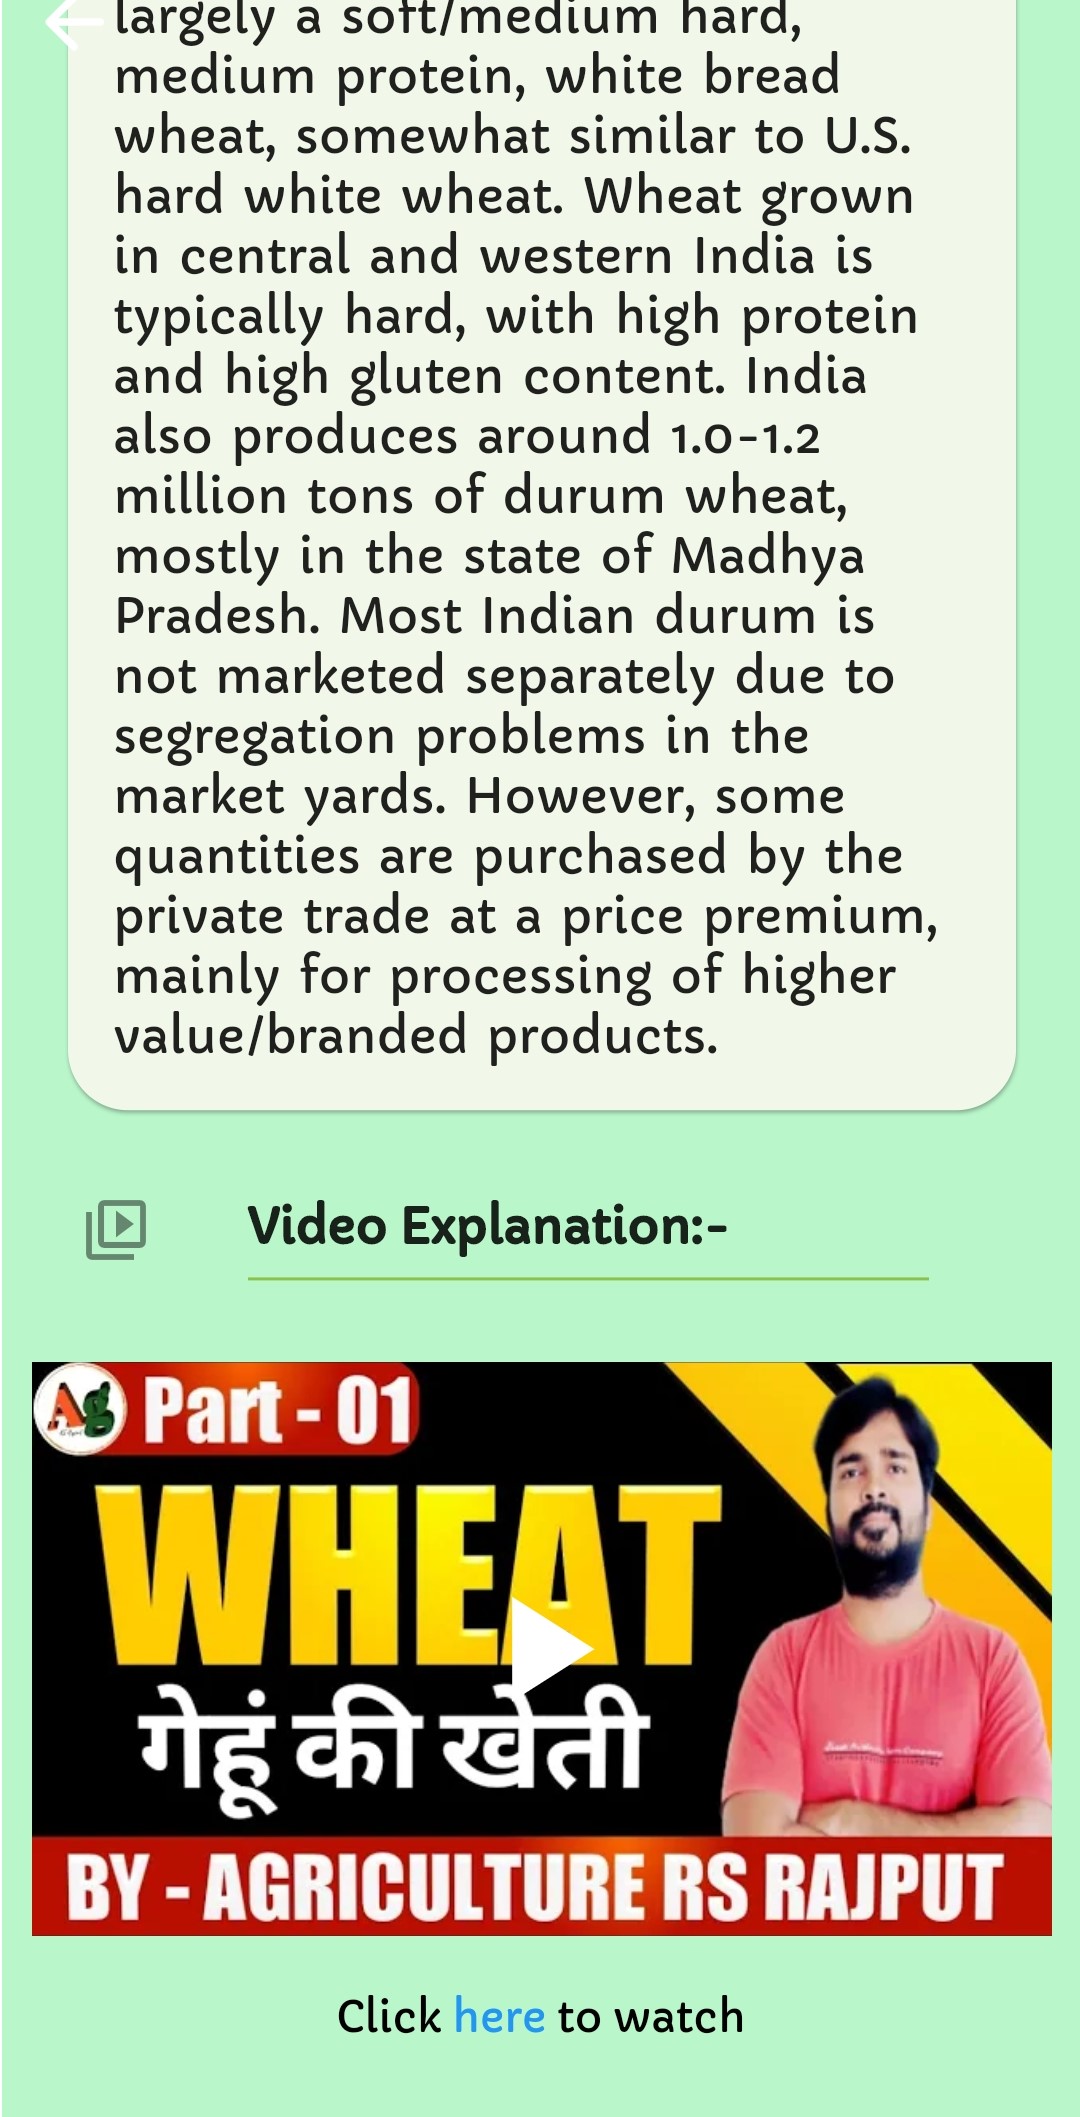 largely a soft/medium hard,
medium protein, white bread
wheat, somewhat similar to U.S.
hard white wheat. Wheat grown
in central and western India is
typically hard, with high protein
and high gluten content. India
also produces around 1.0-1.2
million tons of durum wheat,
mostly in the state of Madhya
Pradesh. Most Indian durum is
not marketed separately due to
segregation problems in the
market yards. However, some
quantities are purchased by the
private trade at a price premium,
mainly for processing of higher
value/branded products.
Video Explanation:-
Ag
Part - 01
WHEAT
गेहूं की खेती
BY - AGRICULTURE RS RAJPUT
Click here to watch